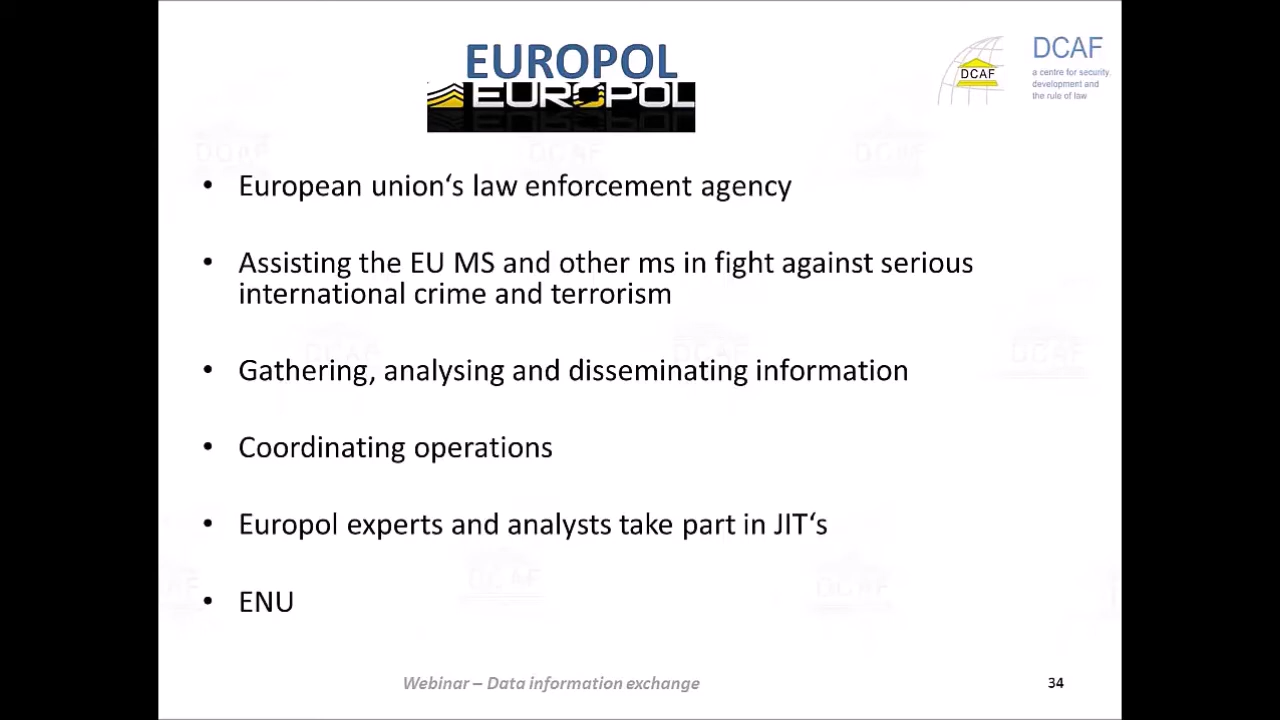 EUROPOL
EUROPOL
DCAF
DCAF
a centre for security
development and
the rule of law
• European union‘s law enforcement agency
• Assisting the EU MS and other ms in fight against serious
international crime and terrorism
• Gathering, analysing and disseminating information
• Coordinating operations
• Europol experts and analysts take part in JIT‘s
• ENU
Webinar – Data information exchange
34